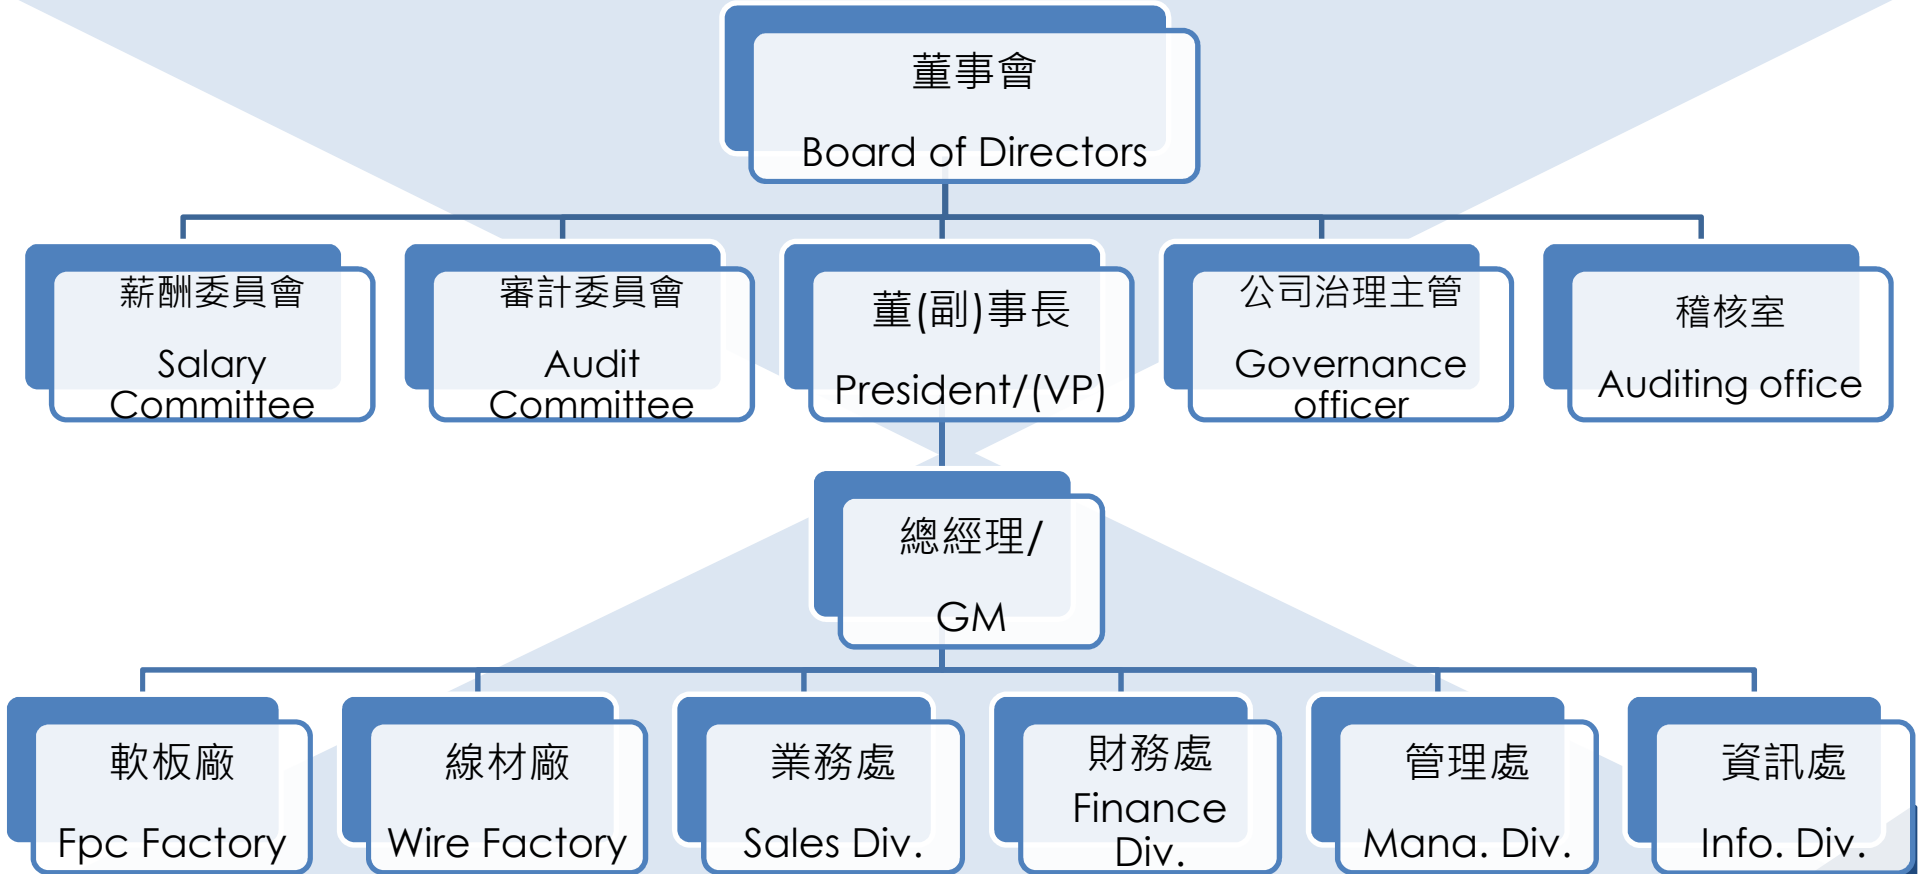 董事會
Board of Directors
薪酬委員會
Salary
Committee
審計委員會
Audit
Committee
董(副)事長
President/(VP)
公司治理主管
Governance
officer
稽核室
Auditing office
總經理/
GM
軟板廠
Fpc Factory
線材廠
Wire Factory
業務處
Sales Div.
財務處
Finance
Div.
管理處
Mana. Div.
資訊處
Info. Div.